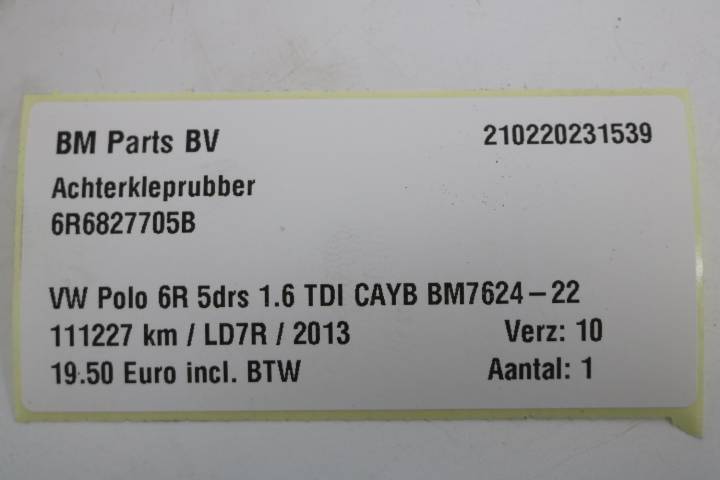 BM Parts BV 210220231539
Achterkleprubber
6R6827705B
VW Polo 6R 5drs 1.6 TDI CAYB BM7624-22
111227 km / LD7R / 2013 Verz: 10
19.50 Euro incl. BTW Aantal: 1